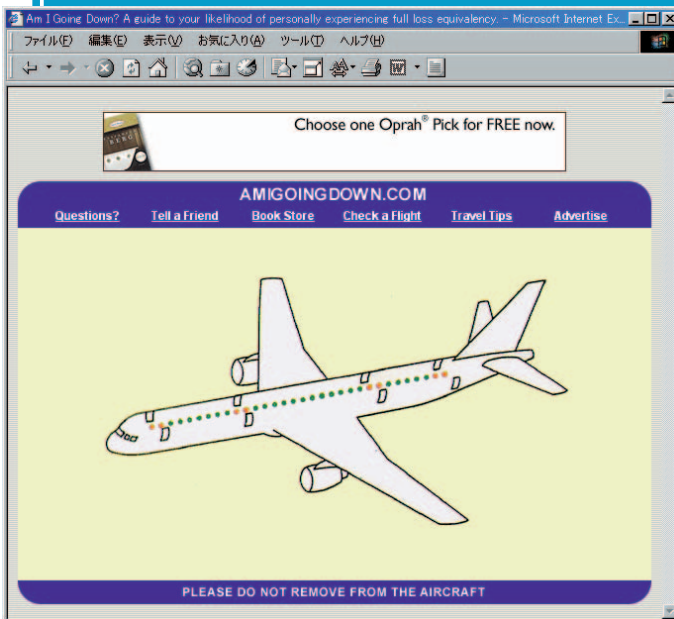 Am I Going Down? A guide to your likelihood of personally experiencing full loss equivalency. - Microsoft Internet Ex...
ファイル(F) 編集(E) 表示(V) お気に入り(A) ツール(T) ヘルプ(H)
Choose one Oprah® Pick for FREE now.
AMIGOINGDOWN.COM
Questions? Tell a Friend Book Store Check a Flight Travel Tips Advertise
PLEASE DO NOT REMOVE FROM THE AIRCRAFT